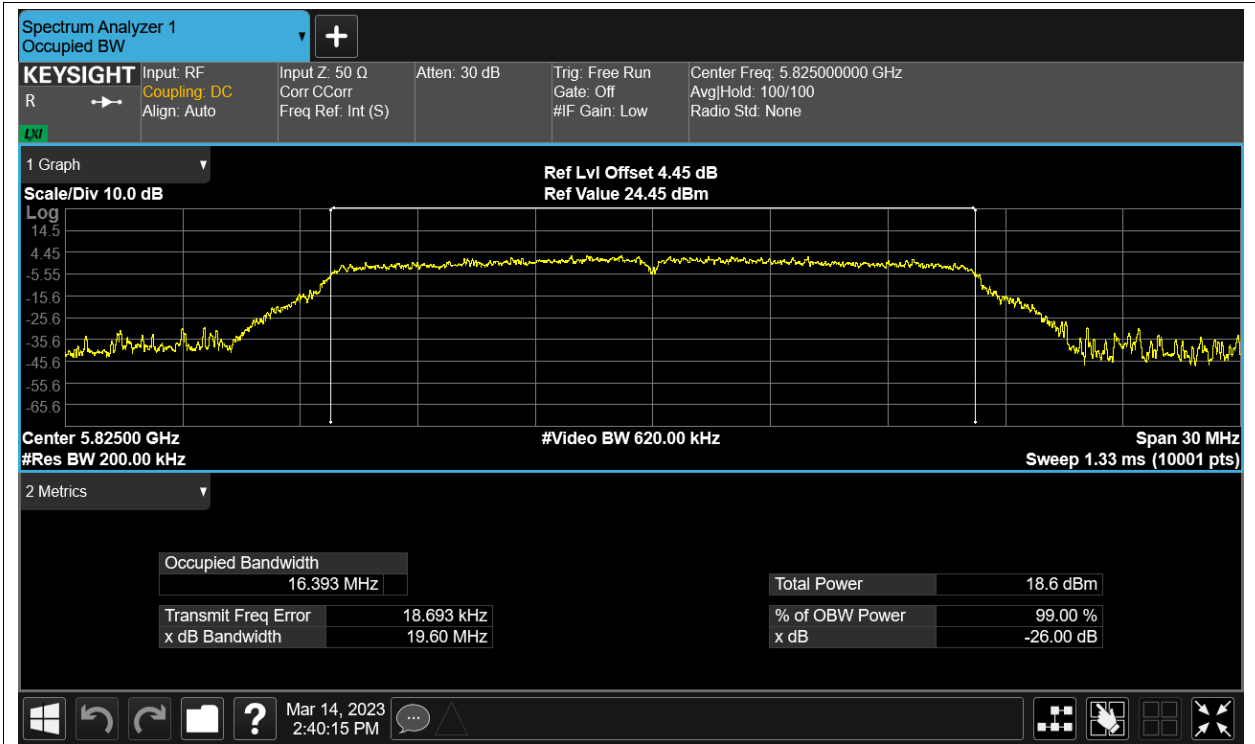 Spectrum Analyzer 1
Occupied BW
KEYSIGHT
R
LXI
Input: RF
Coupling: DC
Align: Auto
Input Z: 50 Ω
Corr CCorr
Freq Ref: Int (S)
Atten: 30 dB
Trig: Free Run
Gate: Off
#IF Gain: Low
Center Freq: 5.825000000 GHz
Avg|Hold: 100/100
Radio Std: None
1 Graph
Scale/Div 10.0 dB
Ref Lvl Offset 4.45 dB
Ref Value 24.45 dBm
Log
14.5
4.45
-5.55
-15.6
-25.6
-35.6
-45.6
-55.6
-65.6
Center 5.82500 GHz
#Video BW 620.00 kHz
Span 30 MHz
#Res BW 200.00 kHz
Sweep 1.33 ms (10001 pts)
2 Metrics
Occupied Bandwidth
16.393 MHz
Total Power 18.6 dBm
Transmit Freq Error 18.693 kHz
% of OBW Power 99.00 %
x dB Bandwidth 19.60 MHz
x dB -26.00 dB
?
Mar 14, 2023
2:40:15 PM